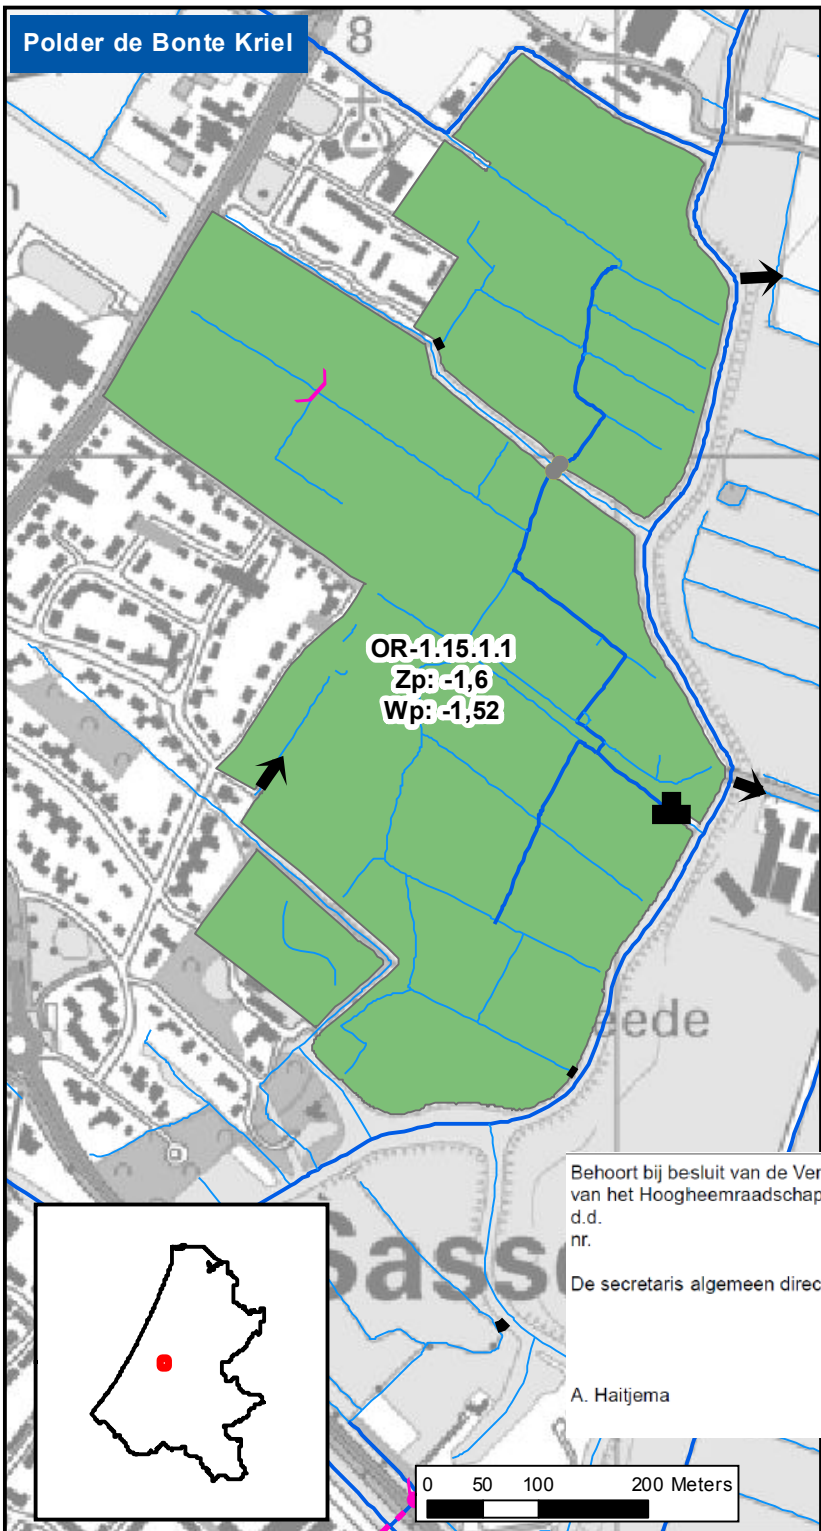 Polder de Bonte Kriel
8
OR-1.15.1.1
Zp: -1,6
Wp: -1,52
eede
Behoort bij besluit van de Ver
van het Hoogheemraadschap
d.d.
nr.
Sass
De secretaris algemeen direc
A. Haitjema
0 50 100 200 Meters